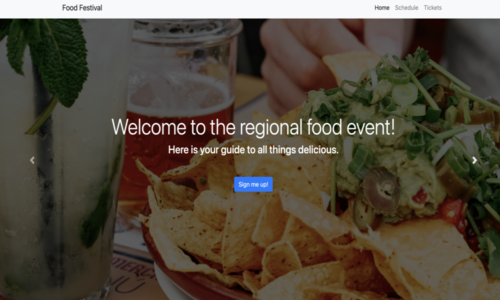 Food Festival
Home Schedule Tickets
Welcome to the regional food event!
Here is your guide to all things delicious.
Sign me up!